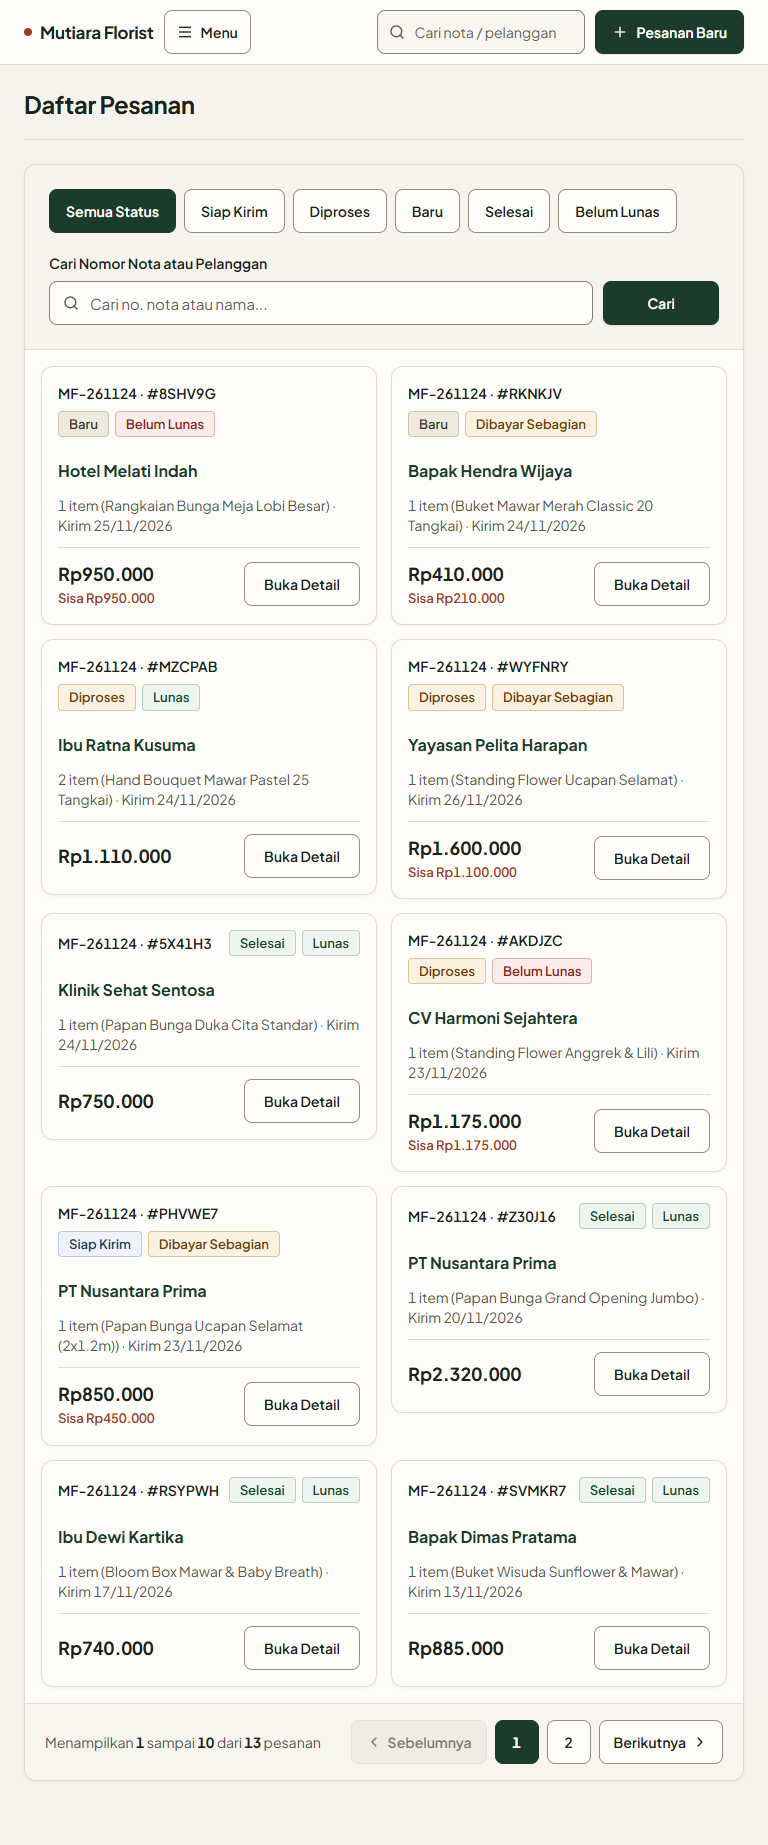 Mutiara Florist
Menu
Cari nota / pelanggan
Pesanan Baru
Daftar Pesanan
Semua Status
Siap Kirim
Diproses
Baru
Selesai
Belum Lunas
Cari Nomor Nota atau Pelanggan
Cari no. nota atau nama...
Cari
MF-261124 · #8SHV9G
Baru
Belum Lunas
Hotel Melati Indah
1 item (Rangkaian Bunga Meja Lobi Besar) ·
Kirim 25/11/2026
Rp950.000
Sisa Rp950.000
Buka Detail
MF-261124 · #RKNKJV
Baru
Dibayar Sebagian
Bapak Hendra Wijaya
1 item (Buket Mawar Merah Classic 20
Tangkai) · Kirim 24/11/2026
Rp410.000
Sisa Rp210.000
Buka Detail
MF-261124 · #MZCPAB
Diproses
Lunas
Ibu Ratna Kusuma
2 item (Hand Bouquet Mawar Pastel 25
Tangkai) · Kirim 24/11/2026
Rp1.110.000
Buka Detail
MF-261124 · #WYFNRY
Diproses
Dibayar Sebagian
Yayasan Pelita Harapan
1 item (Standing Flower Ucapan Selamat) ·
Kirim 26/11/2026
Rp1.600.000
Sisa Rp1.100.000
Buka Detail
MF-261124 · #5X41H3
Selesai
Lunas
Klinik Sehat Sentosa
1 item (Papan Bunga Duka Cita Standar) · Kirim
24/11/2026
Rp750.000
Buka Detail
MF-261124 · #AKDJZC
Diproses
Belum Lunas
CV Harmoni Sejahtera
1 item (Standing Flower Anggrek & Lili) · Kirim
23/11/2026
Rp1.175.000
Sisa Rp1.175.000
Buka Detail
MF-261124 · #PHVWE7
Siap Kirim
Dibayar Sebagian
PT Nusantara Prima
1 item (Papan Bunga Ucapan Selamat
(2x1.2m)) · Kirim 23/11/2026
Rp850.000
Sisa Rp450.000
Buka Detail
MF-261124 · #Z30J16
Selesai
Lunas
PT Nusantara Prima
1 item (Papan Bunga Grand Opening Jumbo) ·
Kirim 20/11/2026
Rp2.320.000
Buka Detail
MF-261124 · #RSYPWH
Selesai
Lunas
Ibu Dewi Kartika
1 item (Bloom Box Mawar & Baby Breath) ·
Kirim 17/11/2026
Rp740.000
Buka Detail
MF-261124 · #SVMKR7
Selesai
Lunas
Bapak Dimas Pratama
1 item (Buket Wisuda Sunflower & Mawar) ·
Kirim 13/11/2026
Rp885.000
Buka Detail
Menampilkan 1 sampai 10 dari 13 pesanan
Sebelumnya
1
2
Berikutnya